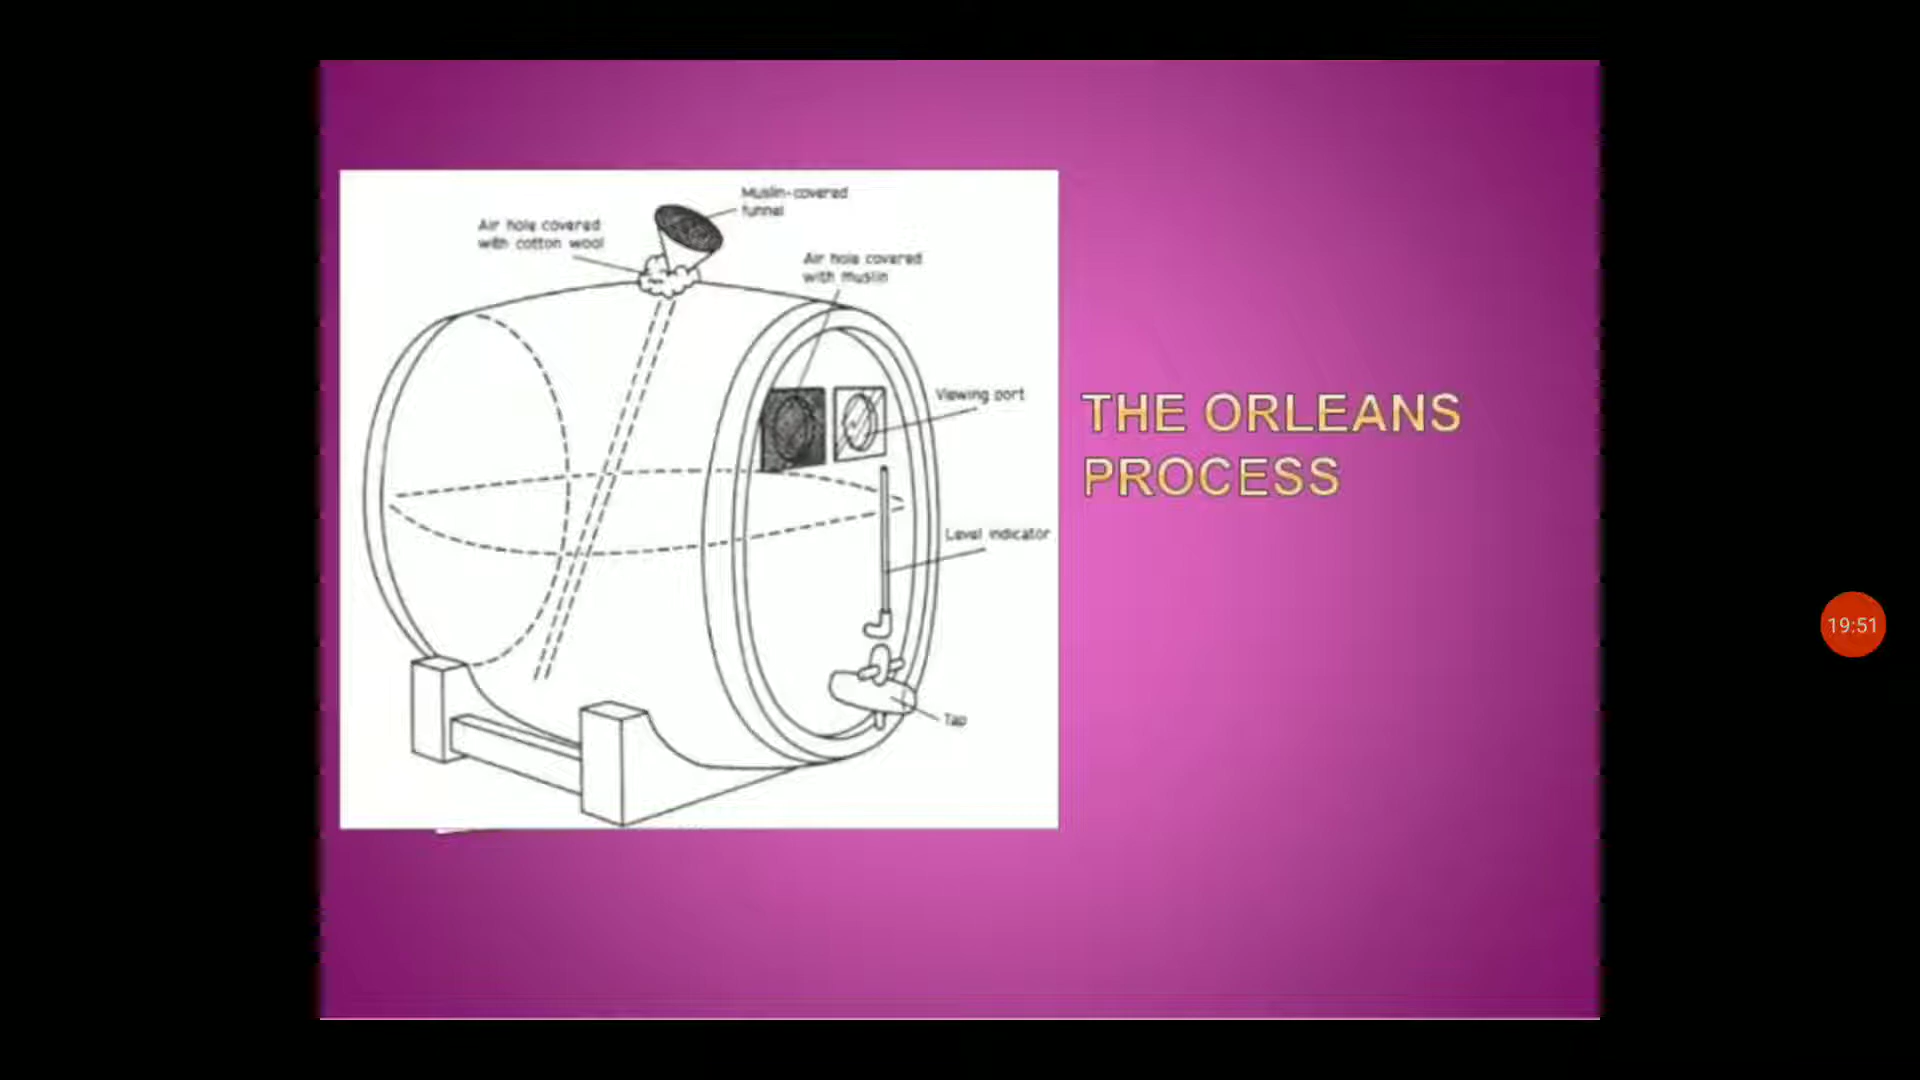 Muslin-covered
funnel
Air hole covered
with cotton wool
Air hole covered
with muslin
Viewing port
THE ORLEANS
PROCESS
Level indicator
Tap
19:51